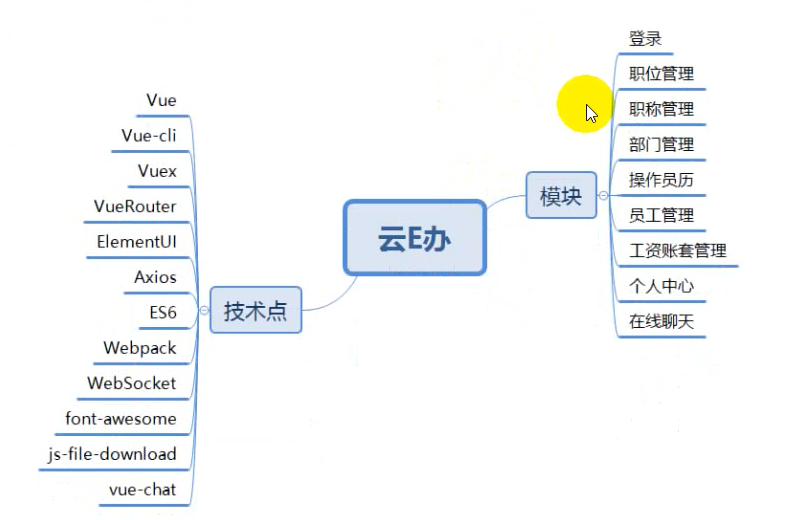 云E办
模块
登录
职位管理
职称管理
部门管理
操作员历
员工管理
工资账套管理
个人中心
在线聊天
技术点
Vue
Vue-cli
Vuex
VueRouter
ElementUI
Axios
ES6
Webpack
WebSocket
font-awesome
js-file-download
vue-chat